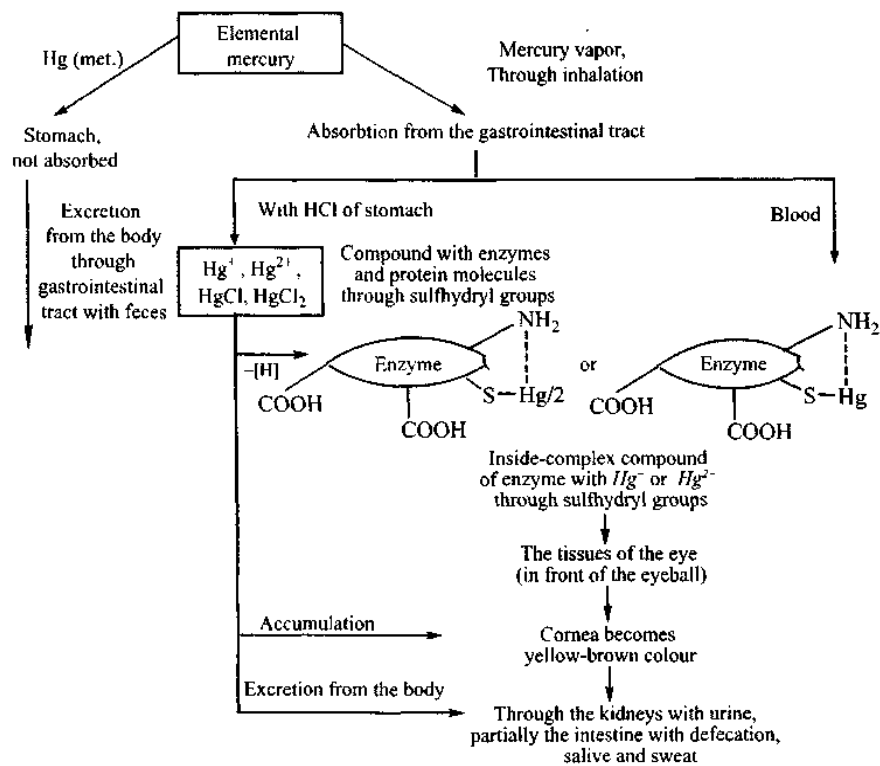 Elemental
mercury
Hg (met.)
Mercury vapor,
Through inhalation
Stomach,
not absorbed
Absorbtion from the gastrointestinal tract
Excretion
from the body
through
gastrointestinal
tract with feces
With HCl of stomach
Blood
Hg⁺, Hg²⁺,
HgCl, HgCl₂
Compound with enzymes
and protein molecules
through sulfhydryl groups
–[H]
NH₂
Enzyme
S–Hg/2
COOH
COOH
or
NH₂
Enzyme
S–Hg
COOH
COOH
Inside-complex compound
of enzyme with Hg⁻ or Hg²⁻
through sulfhydryl groups
The tissues of the eye
(in front of the eyeball)
Accumulation
Cornea becomes
yellow-brown colour
Excretion from the body
Through the kidneys with urine,
partially the intestine with defecation,
salive and sweat